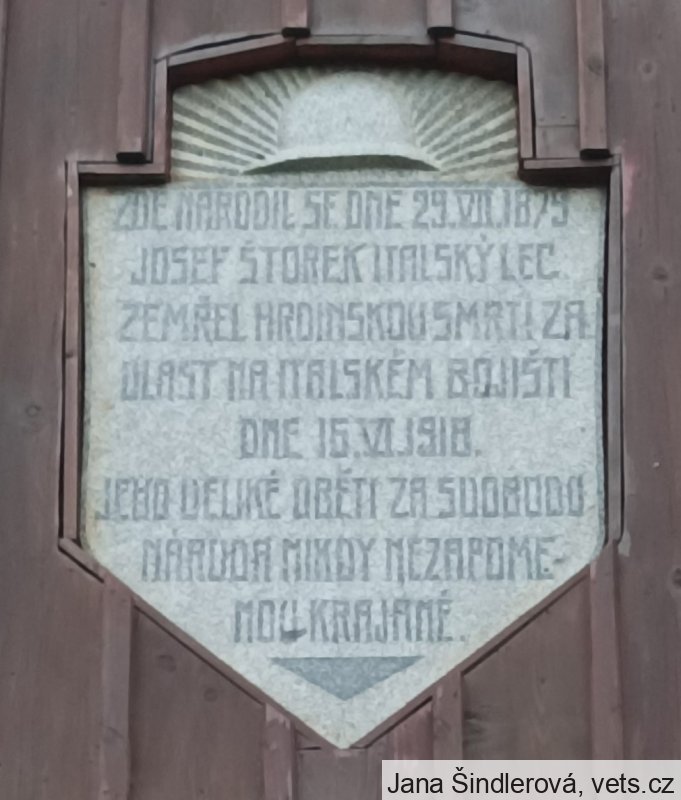 ZDE NARODIL SE DNE 29.VII.1879
JOSEF ŠTOREK ITALSKÝ LEG.
ZEMŘEL HRDINSKOU SMRTÍ ZA
VLAST NA ITALSKÉM BOJIŠTI
DNE 15.VI.1918.
JEHO VELIKÉ OBĚTI ZA SVOBODU
NÁRODA NIKDY NEZAPOME-
NOU KRAJANÉ.
Jana Šindlerová, vets.cz